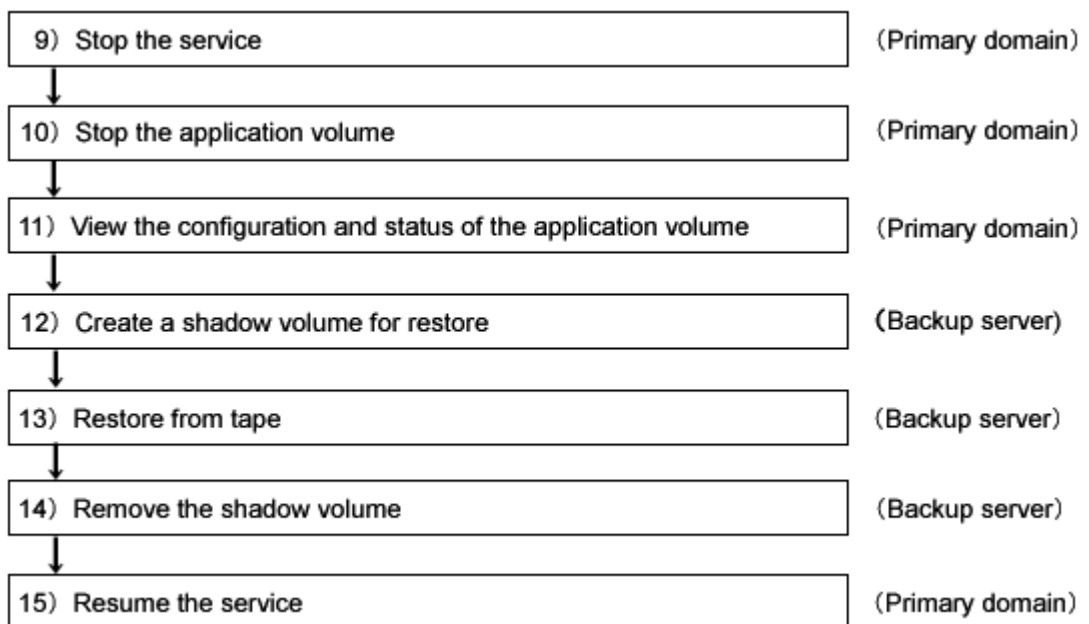 9）Stop the service （Primary domain）
10）Stop the application volume （Primary domain）
11）View the configuration and status of the application volume （Primary domain）
12）Create a shadow volume for restore （Backup server)
13）Restore from tape （Backup server）
14）Remove the shadow volume （Backup server）
15）Resume the service （Primary domain）